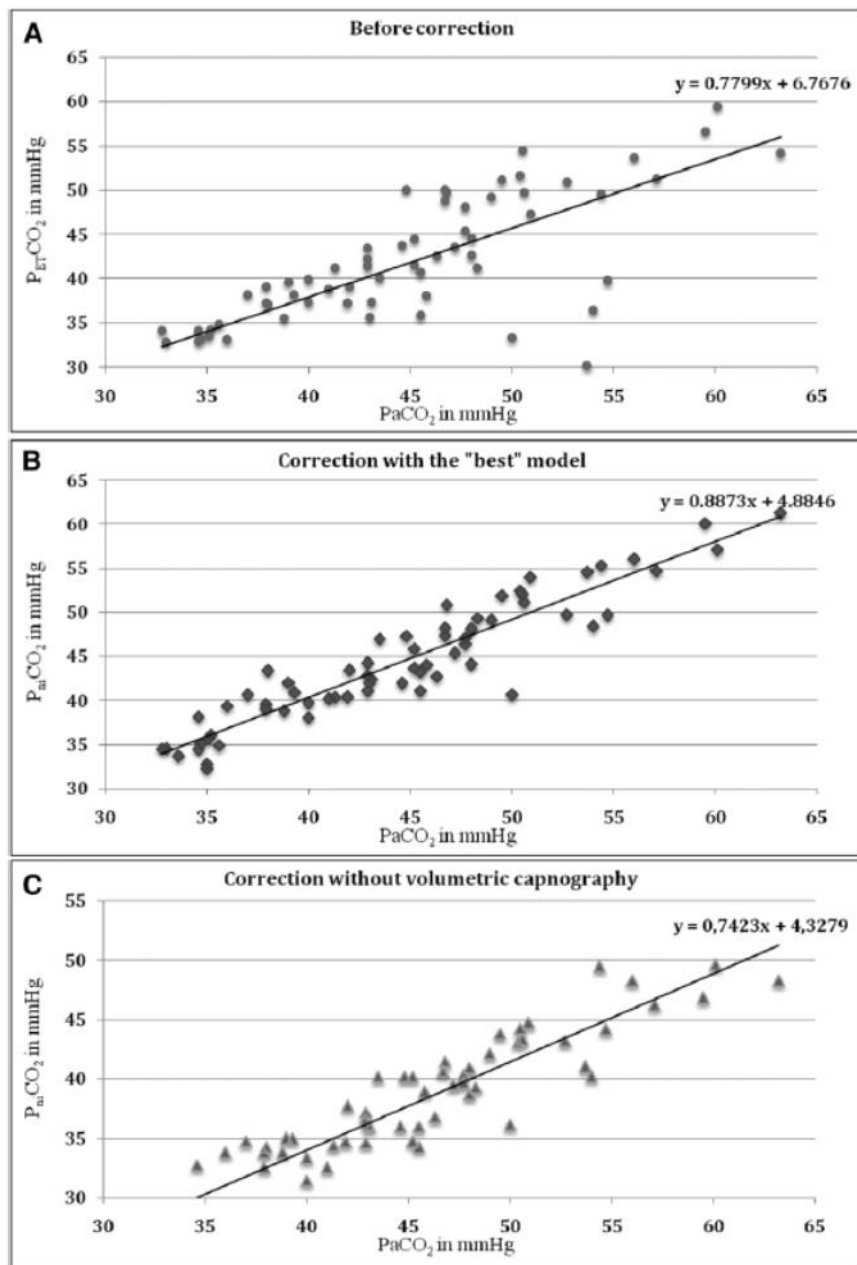 A
Before correction
y = 0.7799x + 6.7676
65
60
55
50
45
40
35
30
P_ETCO₂ in mmHg
30 35 40 45 50 55 60 65
PaCO₂ in mmHg
B
Correction with the "best" model
y = 0.8873x + 4.8846
65
60
55
50
45
40
35
30
PₙᵢCO₂ in mmHg
30 35 40 45 50 55 60 65
PaCO₂ in mmHg
C
Correction without volumetric capnography
y = 0,7423x + 4,3279
55
50
45
40
35
30
PₙᵢCO₂ in mmHg
30 35 40 45 50 55 60 65
PaCO₂ in mmHg